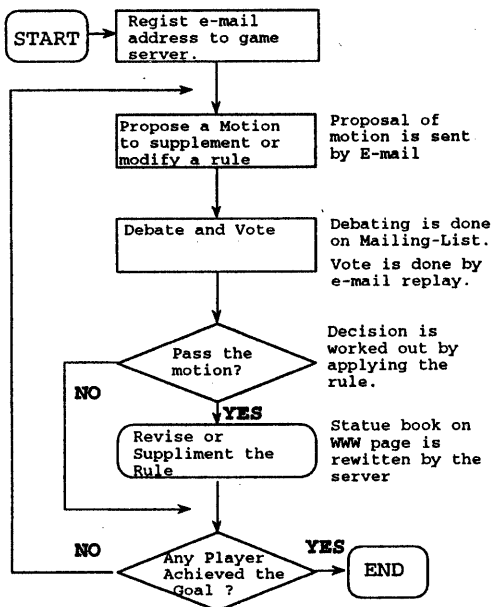 START
Regist e-mail
address to game
server.
Propose a Motion
to supplement or
modify a rule
Proposal of
motion is sent
by E-mail
Debate and Vote
Debating is done
on Mailing-List.
Vote is done by
e-mail replay.
Pass the
motion?
Decision is
worked out by
applying the
rule.
NO
YES
Revise or
Suppliment the
Rule
Statue book on
WWW page is
rewitten by the
server
NO
Any Player
Achieved the
Goal ?
YES
END